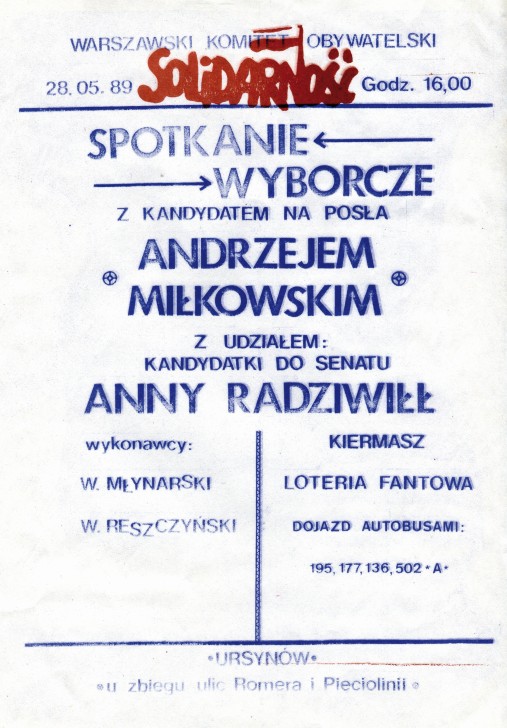 WARSZAWSKI KOMITET OBYWATELSKI
28.05.89 SOLIDARNOŚĆ Godz. 16,00
SPOTKANIE
WYBORCZE
Z KANDYDATEM NA POSŁA
ANDRZEJEM
MIŁKOWSKIM
Z UDZIAŁEM:
KANDYDATKI DO SENATU
ANNY RADZIWIŁŁ
wykonawcy:
W. MŁYNARSKI
W. RESZCZYŃSKI
KIERMASZ
LOTERIA FANTOWA
DOJAZD AUTOBUSAMI:
195, 177, 136, 502 •A•
•URSYNÓW•
•u zbiegu ulic Romera i Pieciolinii•